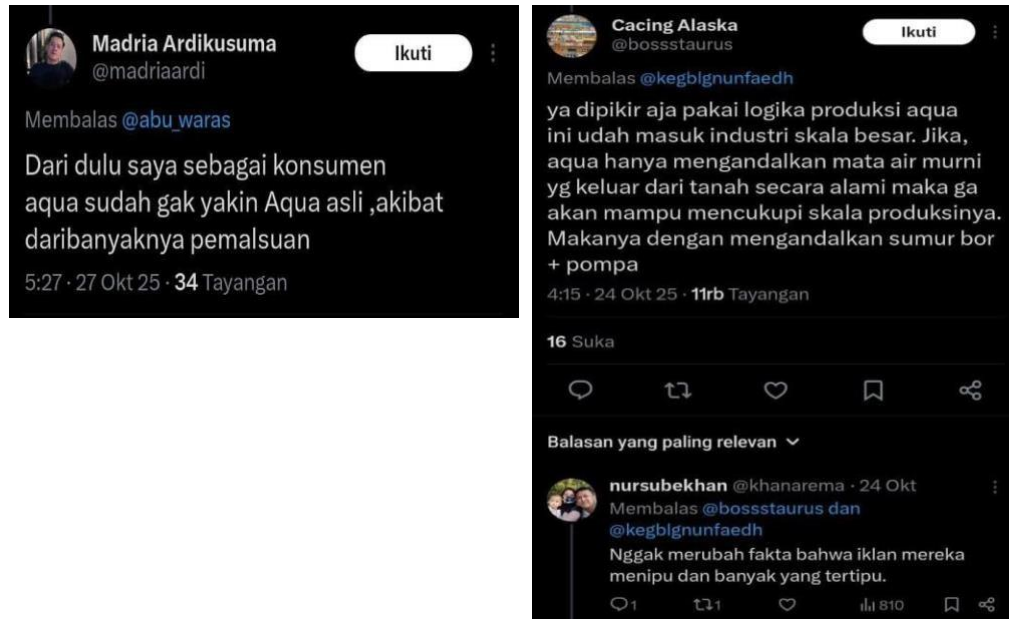 Madria Ardikusuma
@madriaardi
Ikuti
Membalas @abu_waras
Dari dulu saya sebagai konsumen
aqua sudah gak yakin Aqua asli ,akibat
daribanyaknya pemalsuan
5:27 · 27 Okt 25 · 34 Tayangan
Cacing Alaska
@bossstaurus
Ikuti
Membalas @kegblgnunfaedh
ya dipikir aja pakai logika produksi aqua
ini udah masuk industri skala besar. Jika,
aqua hanya mengandalkan mata air murni
yg keluar dari tanah secara alami maka ga
akan mampu mencukupi skala produksinya.
Makanya dengan mengandalkan sumur bor
+ pompa
4:15 · 24 Okt 25 · 11rb Tayangan
16 Suka
Balasan yang paling relevan
nursubekhan @khanarema · 24 Okt
Membalas @bossstaurus dan
@kegblgnunfaedh
Nggak merubah fakta bahwa iklan mereka
menipu dan banyak yang tertipu.
1 1 810